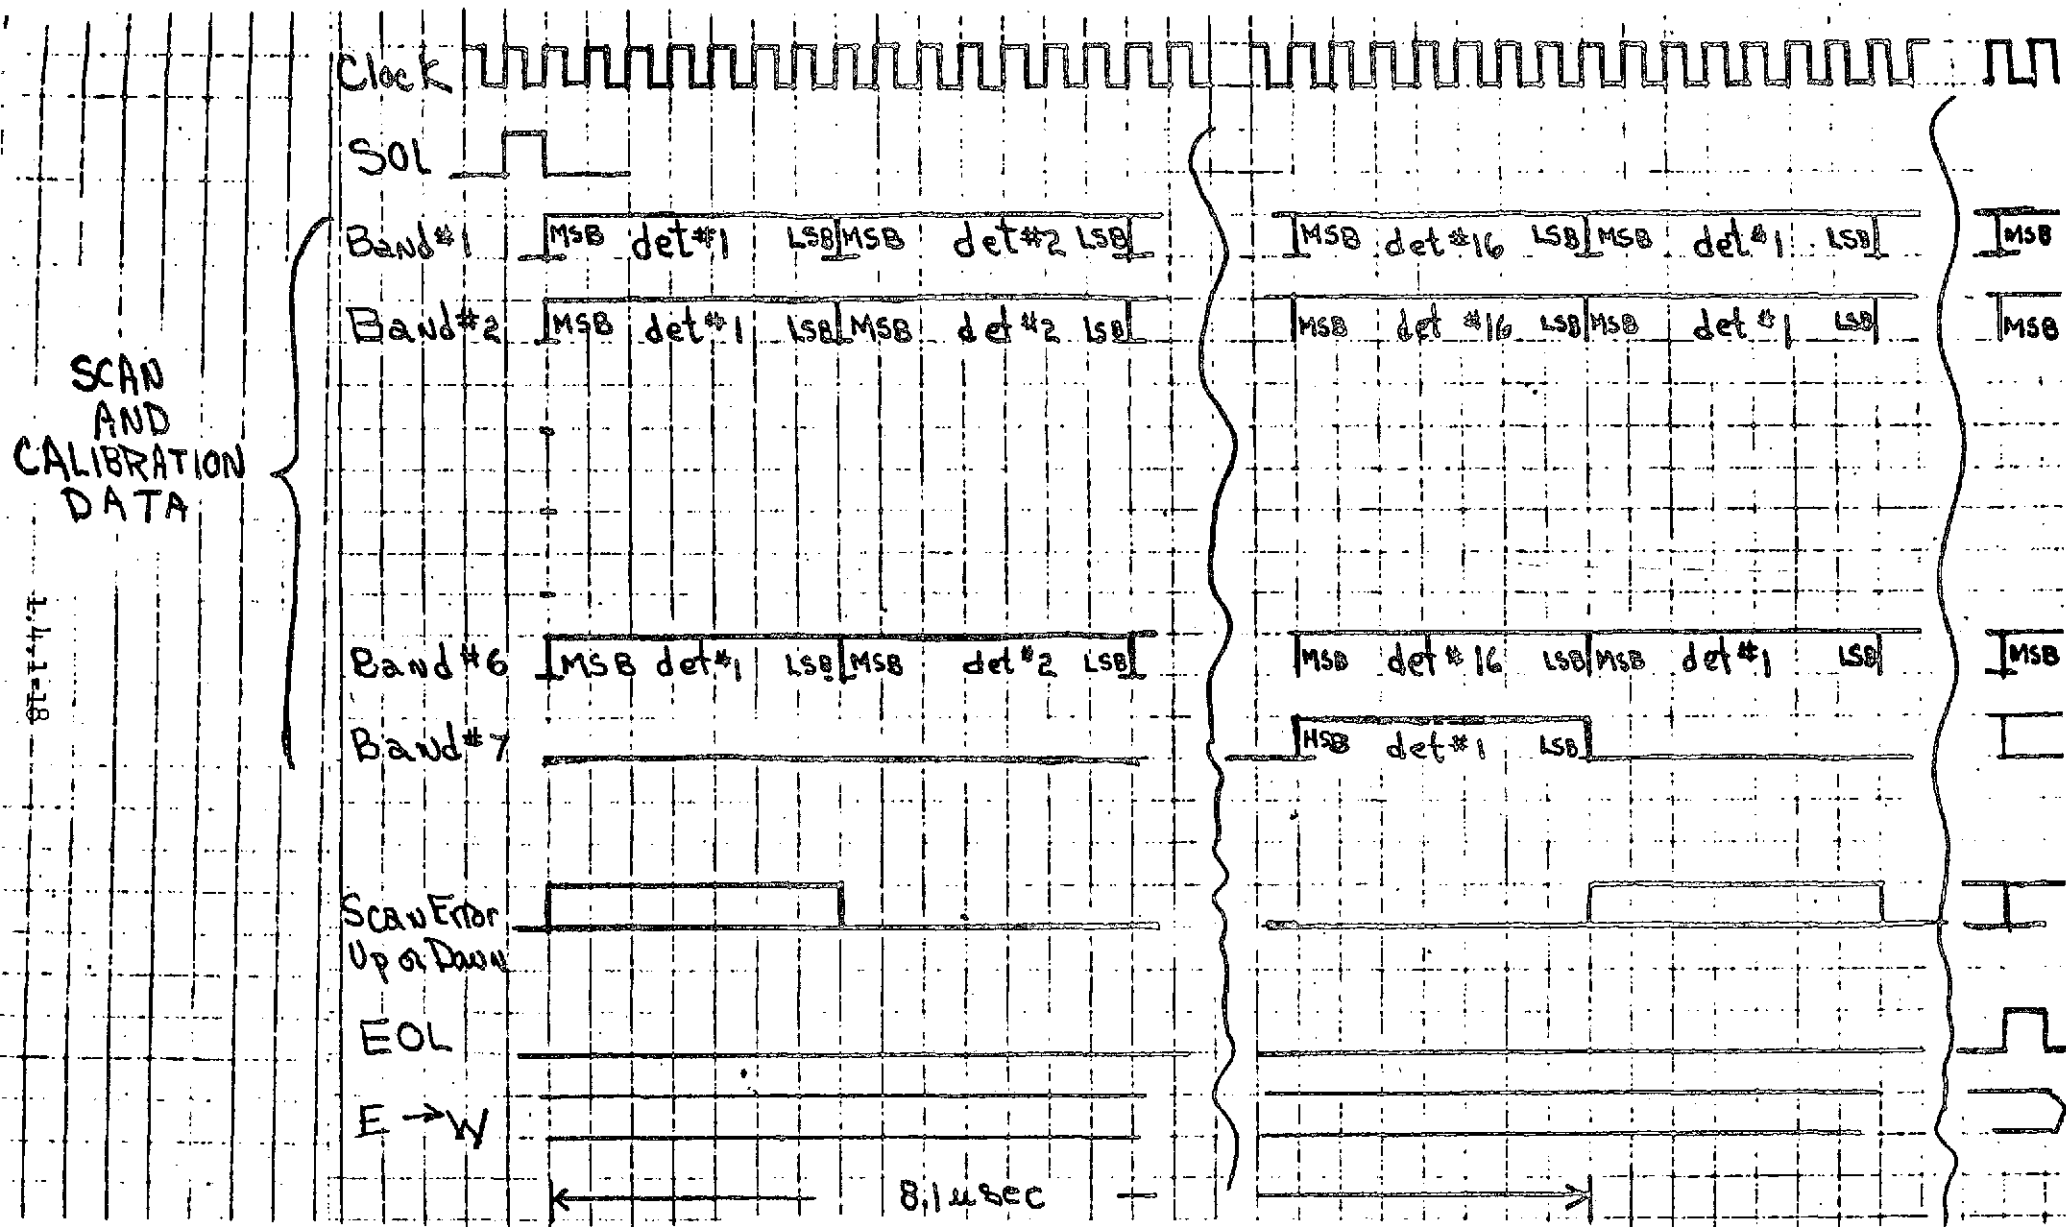 Clock
SOL
Band #1 MSB det #1 LSB MSB det #2 LSB MSB det #16 LSB MSB det #1 LSB MSB
Band #2 MSB det #1 LSB MSB det #2 LSB MSB det #16 LSB MSB det #1 LSB MSB
SCAN
AND
CALIBRATION
DATA
1.4.1-18
Band #6 MSB det #1 LSB MSB det #2 LSB MSB det #16 LSB MSB det #1 LSB MSB
Band #7 MSB det #1 LSB
Scan Error
Up or Down
EOL
E → W
8.1 μsec